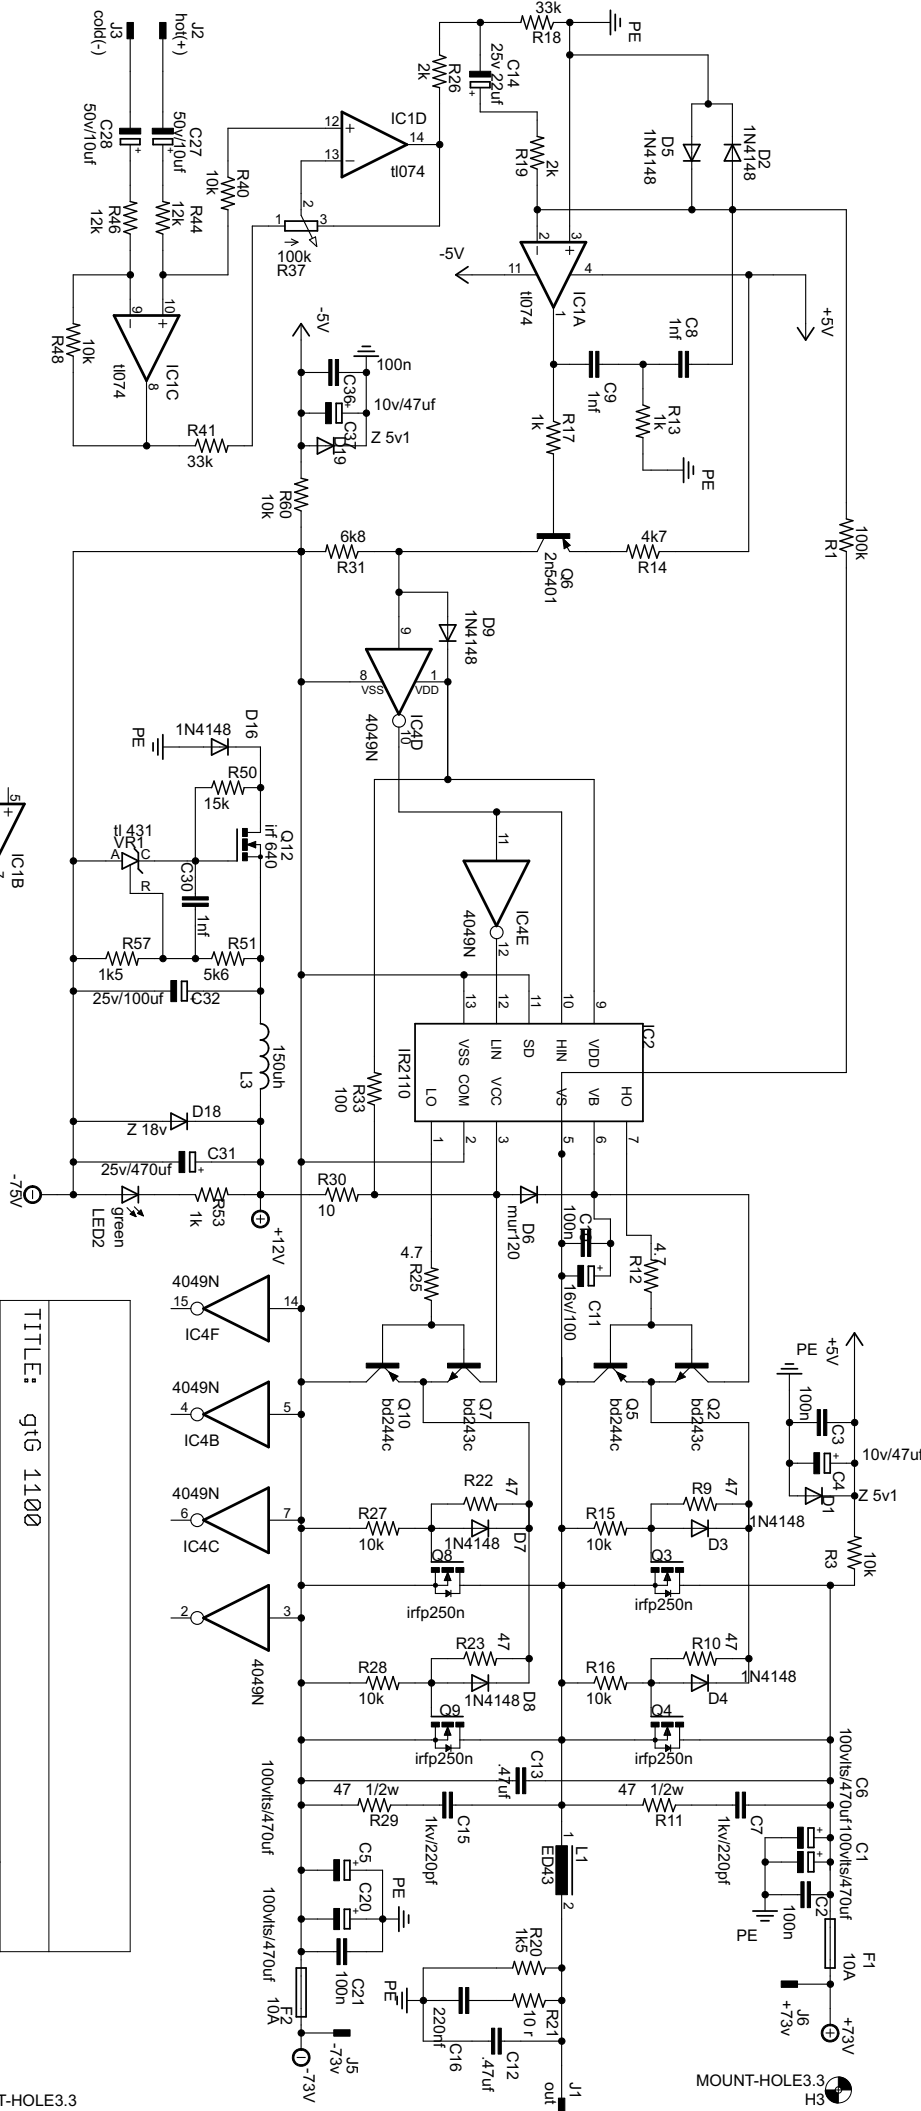 33k
R18
PE
J3
cold(-)
J2
hot(+)
C28
50v/10uf
C27
50v/10uf
R26
2k
C14
25v 22uf
R19
2k
D5
1N4148
D2
1N4148
IC1D
12
13
14
tl074
R40
10k
R46
12k
R44
12k
1
2
3
100k
R37
-5V
11
2
3
4
1
IC1A
tl074
+5V
9
10
8
IC1C
tl074
10k
R48
R41
33k
-5V
100n
C36
10v/47uf
C37
Z 5v1
D19
R60
10k
C8
1nf
C9
1nf
R13
1k
PE
R17
1k
100k
R1
6k8
R31
4k7
R14
Q6
2n5401
D9
1N4148
9
8
VSS
1
VDD
10
IC4D
4049N
D16
1N4148
PE
R50
15k
Q12
irf 640
tl 431
VR1
A
C
R
C30
1nf
R57
1k5
R51
5k6
25v/100uf
C32
150uh
L3
D18
Z 18v
25v/470uf
C31
-75V
green
LED2
R53
1k
+12V
5
IC1B
11
12
IC4E
4049N
13
12
11
10
9
IC2
VSS
LIN
SD
HIN
VDD
LO
COM
VCC
VS
VB
HO
IR2110
1
2
3
5
6
7
R33
100
R30
10
D6
mur120
100n
16v/100
C11
4.7
R25
4.7
R12
4049N
15
14
IC4F
4049N
4
5
IC4B
4049N
6
7
IC4C
2
3
4049N
Q10
bd244c
Q7
bd243c
Q5
bd244c
Q2
bd243c
+5V
PE
100n
C3
C4
10v/47uf
Z 5v1
D1
10k
R3
R22
47
R27
10k
1N4148
D7
Q8
irfp250n
R9
47
R15
10k
1N4148
D3
Q3
irfp250n
R23
47
R28
10k
1N4148
D8
Q9
irfp250n
R10
47
R16
10k
1N4148
D4
Q4
irfp250n
C13
.47uf
47
1/2w
R29
C15
1kv/220pf
47
1/2w
R11
C7
1kv/220pf
C6
100vlts/470uf
C1
100vlts/470uf
C2
100n
PE
F1
10A
J6
+73v
+73V
100vlts/470uf
C5
100vlts/470uf
C20
PE
C21
100n
F2
10A
J5
-73v
-73V
1
L1
ED43
2
R20
1k5
R21
10 r
PE
220nf
C16
C12
.47uf
J1
out
TITLE: gtG 1100
MOUNT-HOLE3.3
H3
T-HOLE3.3